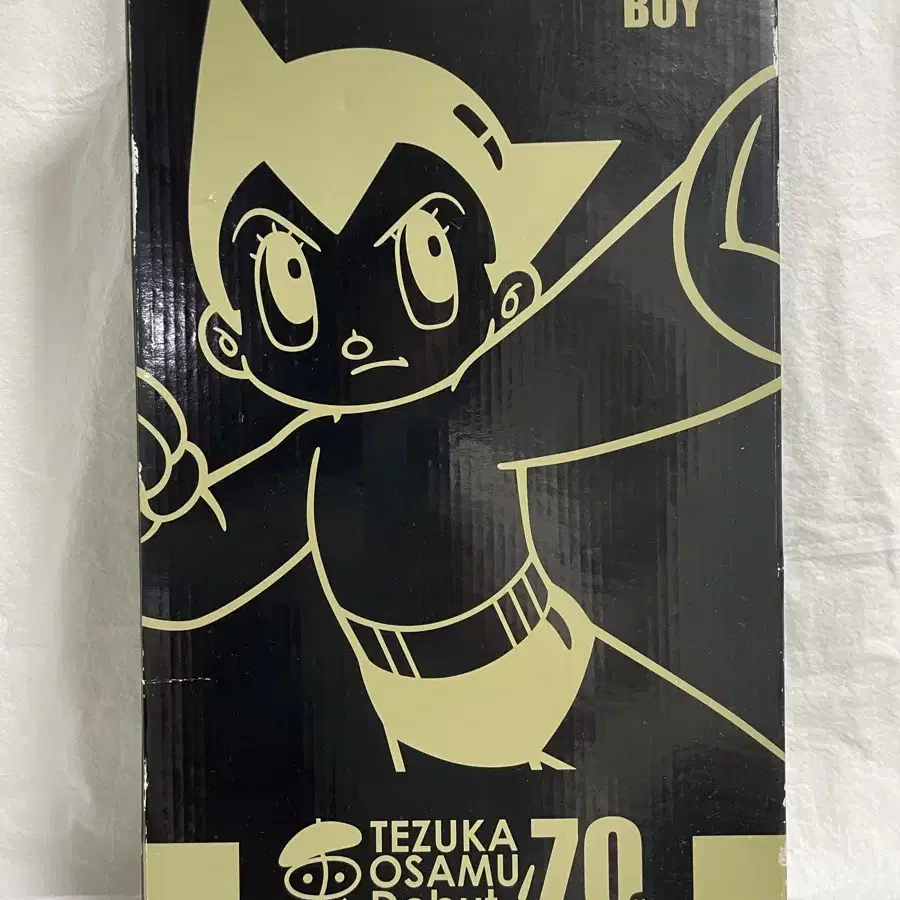 BOY
TEZUKA
OSAMU
Debut
70